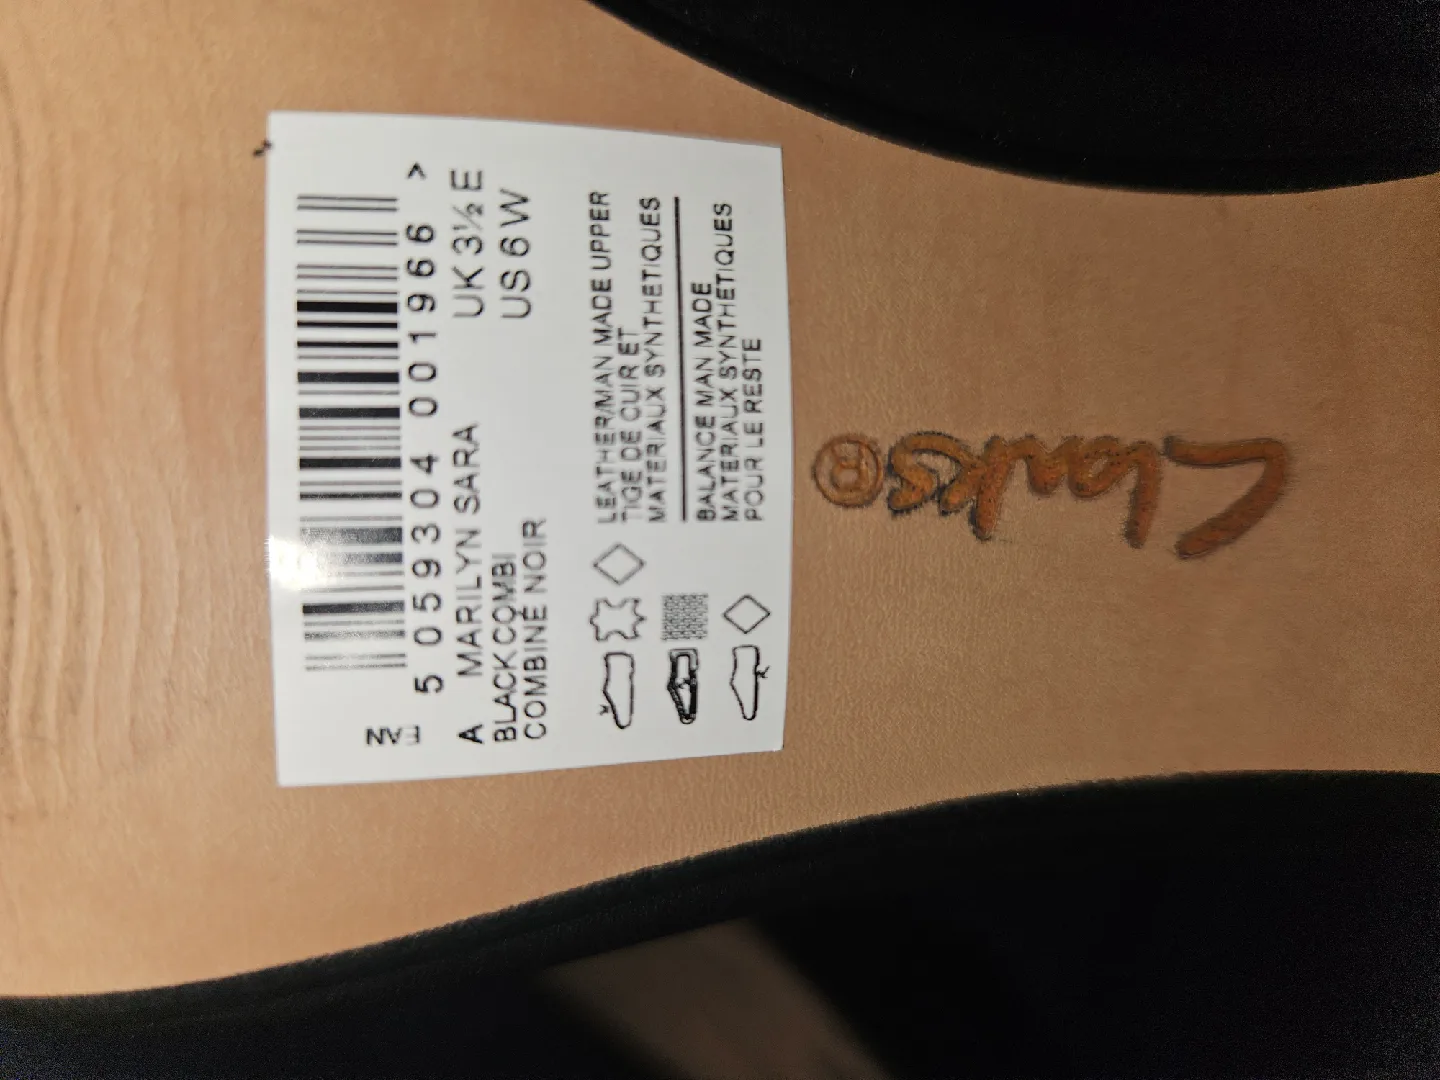 5 059304 001966 >
EAN
UK 3½ E
US 6 W
A MARILYN SARA
BLACK COMBI
COMBINÉ NOIR
LEATHER/MAN MADE UPPER
TIGE DE CUIR ET
MATERIAUX SYNTHETIQUES
BALANCE MAN MADE
MATERIAUX SYNTHETIQUES
POUR LE RESTE
Clarks®